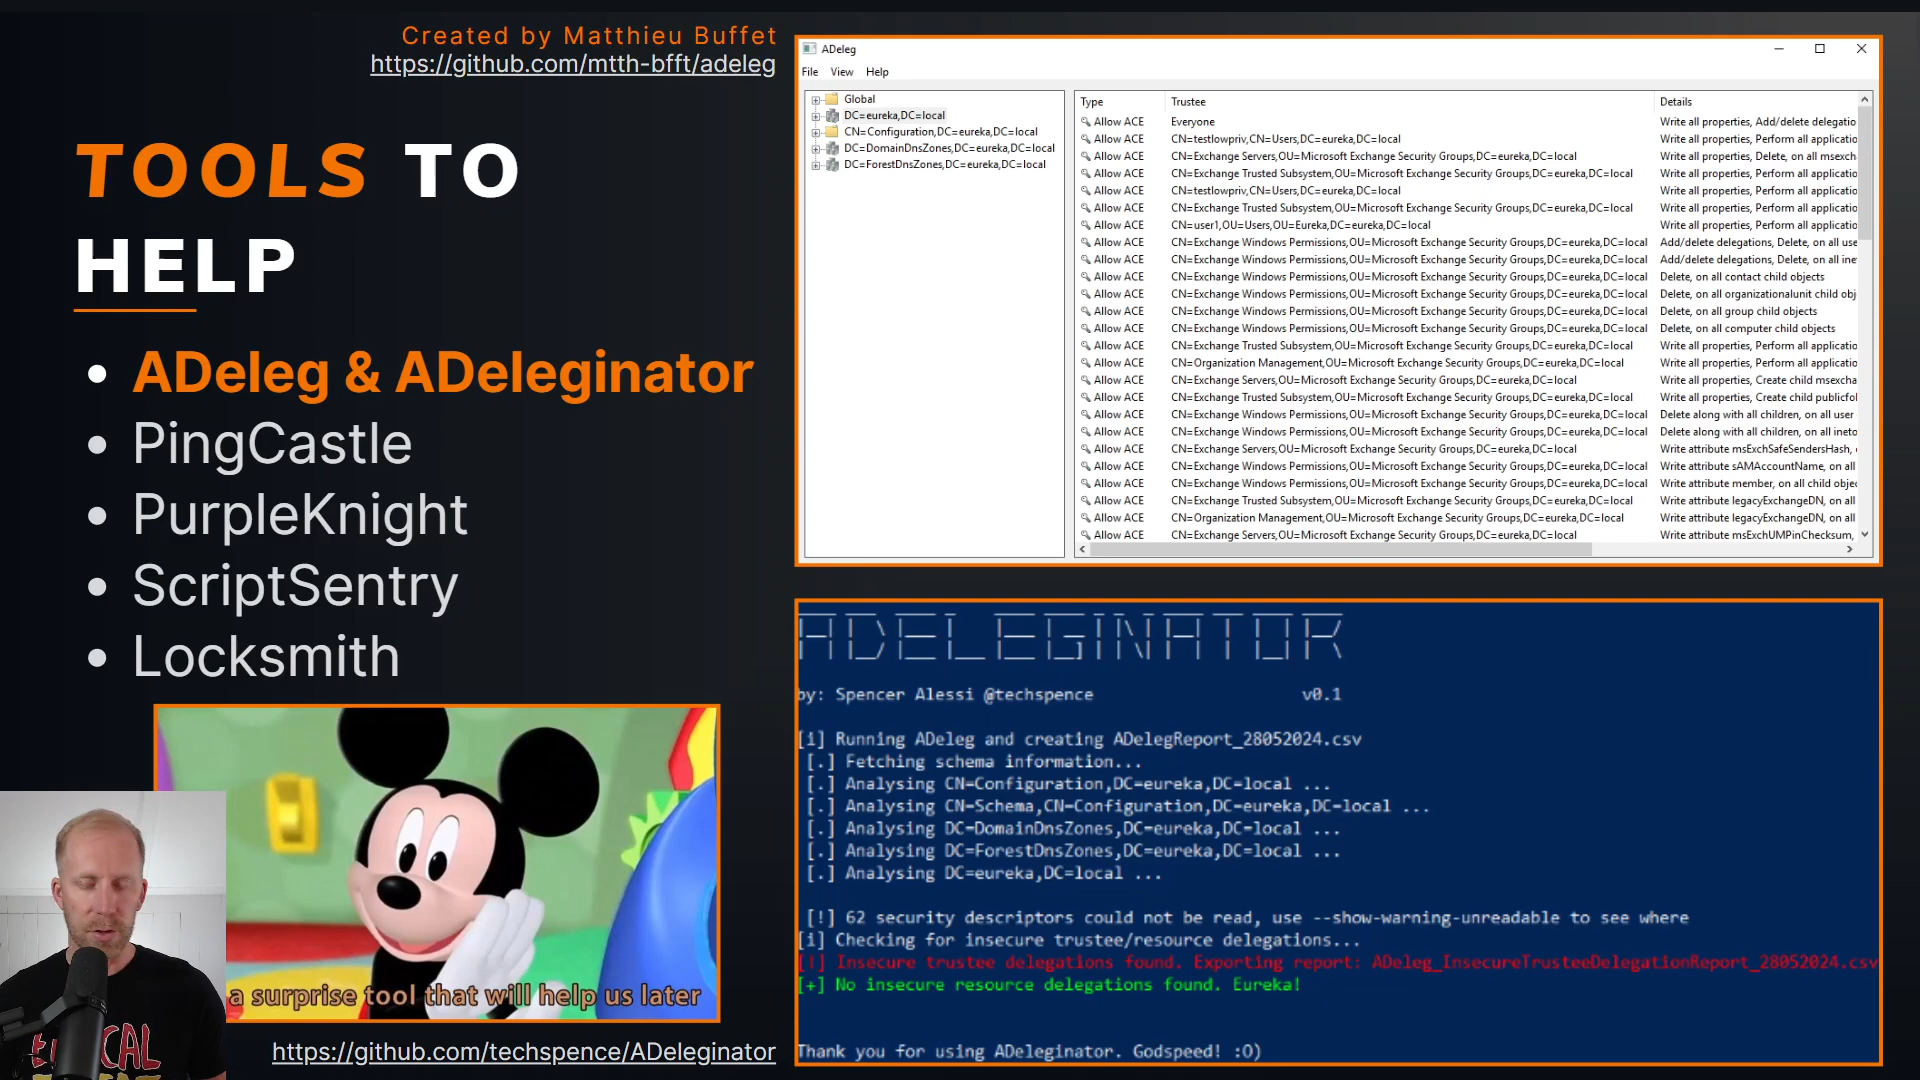 Created by Matthieu Buffet
https://github.com/mtth-bfft/adeleg
TOOLS TO
HELP
ADeleg & ADeleginator
PingCastle
PurpleKnight
ScriptSentry
Locksmith
a surprise tool that will help us later
https://github.com/techspence/ADeleginator
ADeleg
File View Help
Global
DC=eureka,DC=local
CN=Configuration,DC=eureka,DC=local
DC=DomainDnsZones,DC=eureka,DC=local
DC=ForestDnsZones,DC=eureka,DC=local
Type Trustee Details
Allow ACE Everyone Write all properties, Add/delete delegatio
Allow ACE CN=testlowpriv,CN=Users,DC=eureka,DC=local Write all properties, Perform all applicatio
Allow ACE CN=Exchange Servers,OU=Microsoft Exchange Security Groups,DC=eureka,DC=local Write all properties, Delete, on all msexch
Allow ACE CN=Exchange Trusted Subsystem,OU=Microsoft Exchange Security Groups,DC=eureka,DC=local Write all properties, Perform all applicatio
Allow ACE CN=testlowpriv,CN=Users,DC=eureka,DC=local Write all properties, Perform all applicatio
Allow ACE CN=Exchange Trusted Subsystem,OU=Microsoft Exchange Security Groups,DC=eureka,DC=local Write all properties, Perform all applicatio
Allow ACE CN=user1,OU=Users,OU=Eureka,DC=eureka,DC=local Write all properties, Perform all applicatio
Allow ACE CN=Exchange Windows Permissions,OU=Microsoft Exchange Security Groups,DC=eureka,DC=local Add/delete delegations, Delete, on all use
Allow ACE CN=Exchange Windows Permissions,OU=Microsoft Exchange Security Groups,DC=eureka,DC=local Add/delete delegations, Delete, on all ine
Allow ACE CN=Exchange Windows Permissions,OU=Microsoft Exchange Security Groups,DC=eureka,DC=local Delete, on all contact child objects
Allow ACE CN=Exchange Windows Permissions,OU=Microsoft Exchange Security Groups,DC=eureka,DC=local Delete, on all organizationalunit child obj
Allow ACE CN=Exchange Windows Permissions,OU=Microsoft Exchange Security Groups,DC=eureka,DC=local Delete, on all group child objects
Allow ACE CN=Exchange Windows Permissions,OU=Microsoft Exchange Security Groups,DC=eureka,DC=local Delete, on all computer child objects
Allow ACE CN=Exchange Trusted Subsystem,OU=Microsoft Exchange Security Groups,DC=eureka,DC=local Write all properties, Perform all applicatio
Allow ACE CN=Organization Management,OU=Microsoft Exchange Security Groups,DC=eureka,DC=local Write all properties, Perform all applicatio
Allow ACE CN=Exchange Servers,OU=Microsoft Exchange Security Groups,DC=eureka,DC=local Write all properties, Create child msexcha
Allow ACE CN=Exchange Trusted Subsystem,OU=Microsoft Exchange Security Groups,DC=eureka,DC=local Write all properties, Create child publicfol
Allow ACE CN=Exchange Windows Permissions,OU=Microsoft Exchange Security Groups,DC=eureka,DC=local Delete along with all children, on all user
Allow ACE CN=Exchange Windows Permissions,OU=Microsoft Exchange Security Groups,DC=eureka,DC=local Delete along with all children, on all inetc
Allow ACE CN=Exchange Servers,OU=Microsoft Exchange Security Groups,DC=eureka,DC=local Write attribute msExchSafeSendersHash,
Allow ACE CN=Exchange Windows Permissions,OU=Microsoft Exchange Security Groups,DC=eureka,DC=local Write attribute sAMAccountName, on all
Allow ACE CN=Exchange Windows Permissions,OU=Microsoft Exchange Security Groups,DC=eureka,DC=local Write attribute member, on all child objec
Allow ACE CN=Exchange Trusted Subsystem,OU=Microsoft Exchange Security Groups,DC=eureka,DC=local Write attribute legacyExchangeDN, on all
Allow ACE CN=Organization Management,OU=Microsoft Exchange Security Groups,DC=eureka,DC=local Write attribute legacyExchangeDN, on all
Allow ACE CN=Exchange Servers,OU=Microsoft Exchange Security Groups,DC=eureka,DC=local Write attribute msExchUMPinChecksum,
ADELEGINATOR
by: Spencer Alessi @techspence v0.1
[i] Running ADeleg and creating ADelegReport_28052024.csv
[.] Fetching schema information...
[.] Analysing CN=Configuration,DC=eureka,DC=local ...
[.] Analysing CN=Schema,CN=Configuration,DC=eureka,DC=local ...
[.] Analysing DC=DomainDnsZones,DC=eureka,DC=local ...
[.] Analysing DC=ForestDnsZones,DC=eureka,DC=local ...
[.] Analysing DC=eureka,DC=local ...
[!] 62 security descriptors could not be read, use --show-warning-unreadable to see where
[i] Checking for insecure trustee/resource delegations...
[!] Insecure trustee delegations found. Exporting report: ADeleg_InsecureTrusteeDelegationReport_28052024.csv
[+] No insecure resource delegations found. Eureka!
Thank you for using ADeleginator. Godspeed! :O)